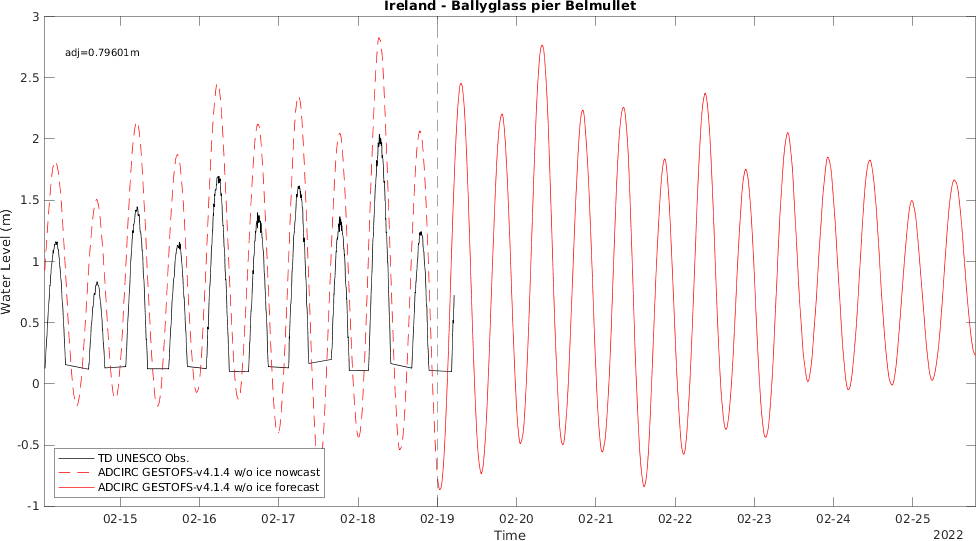 Ireland - Ballyglass pier Belmullet
adj=0.79601m
3
2.5
2
1.5
1
0.5
0
-0.5
-1
Water Level (m)
TD UNESCO Obs.
ADCIRC GESTOFS-v4.1.4 w/o ice nowcast
ADCIRC GESTOFS-v4.1.4 w/o ice forecast
02-15 02-16 02-17 02-18 02-19 02-20 02-21 02-22 02-23 02-24 02-25
Time
2022